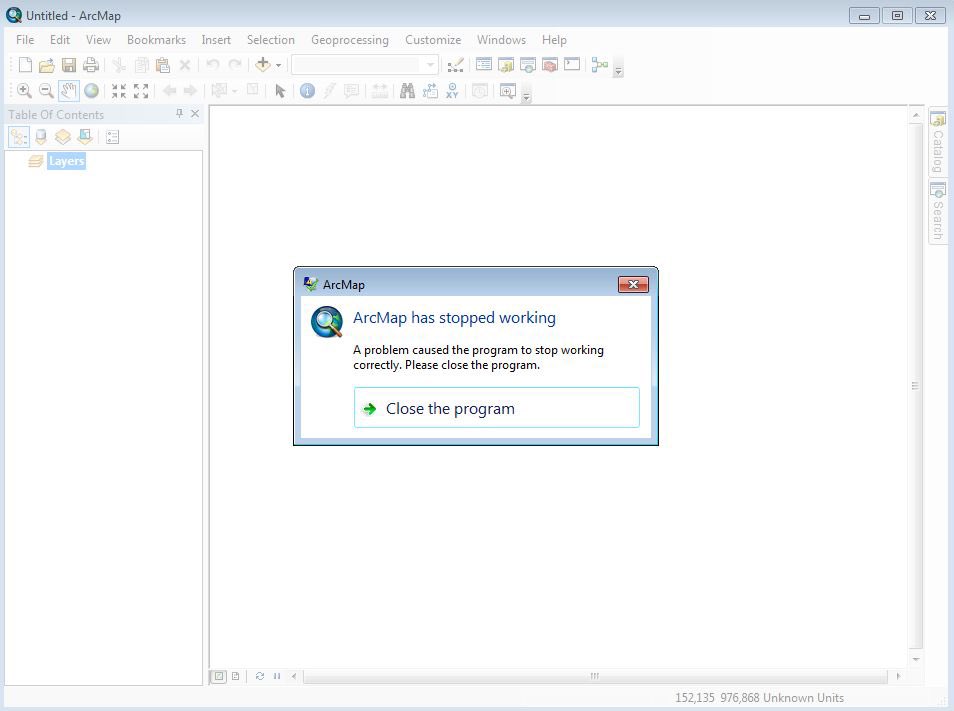 Untitled - ArcMap
File Edit View Bookmarks Insert Selection Geoprocessing Customize Windows Help
Table Of Contents
Layers
Catalog
Search
ArcMap
ArcMap has stopped working
A problem caused the program to stop working
correctly. Please close the program.
Close the program
152,135 976,868 Unknown Units